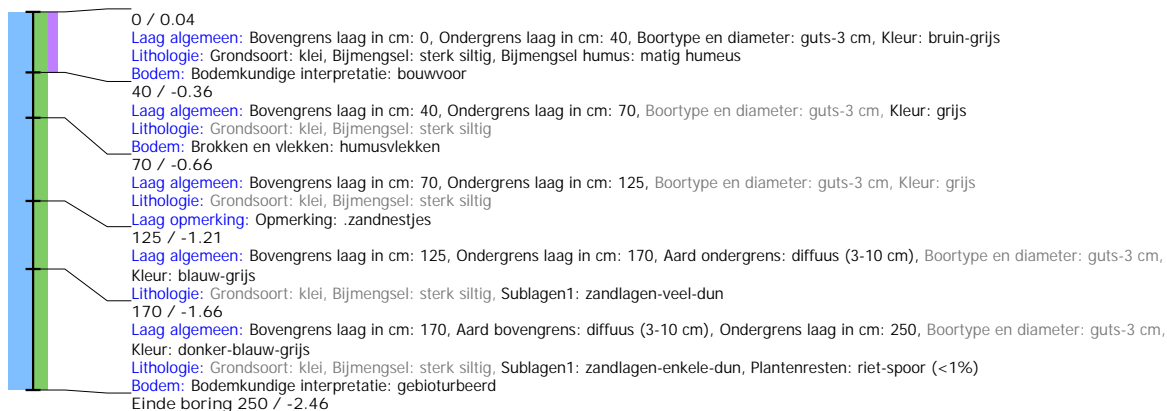 0 / 0.04
Laag algemeen: Bovengrens laag in cm: 0, Ondergrens laag in cm: 40, Boortype en diameter: guts-3 cm, Kleur: bruin-grijs
Lithologie: Grondsoort: klei, Bijmengsel: sterk siltig, Bijmengsel humus: matig humeus
Bodem: Bodemkundige interpretatie: bouwvoor
40 / -0.36
Laag algemeen: Bovengrens laag in cm: 40, Ondergrens laag in cm: 70, Boortype en diameter: guts-3 cm, Kleur: grijs
Lithologie: Grondsoort: klei, Bijmengsel: sterk siltig
Bodem: Brokken en vlekken: humusvlekken
70 / -0.66
Laag algemeen: Bovengrens laag in cm: 70, Ondergrens laag in cm: 125, Boortype en diameter: guts-3 cm, Kleur: grijs
Lithologie: Grondsoort: klei, Bijmengsel: sterk siltig
Laag opmerking: Opmerking: .zandnestjes
125 / -1.21
Laag algemeen: Bovengrens laag in cm: 125, Ondergrens laag in cm: 170, Aard ondergrens: diffuus (3-10 cm), Boortype en diameter: guts-3 cm,
Kleur: blauw-grijs
Lithologie: Grondsoort: klei, Bijmengsel: sterk siltig, Sublagen1: zandlagen-veel-dun
170 / -1.66
Laag algemeen: Bovengrens laag in cm: 170, Aard bovengrens: diffuus (3-10 cm), Ondergrens laag in cm: 250, Boortype en diameter: guts-3 cm,
Kleur: donker-blauw-grijs
Lithologie: Grondsoort: klei, Bijmengsel: sterk siltig, Sublagen1: zandlagen-enkele-dun, Plantenresten: riet-spoor (<1%)
Bodem: Bodemkundige interpretatie: gebioturbeerd
Einde boring 250 / -2.46